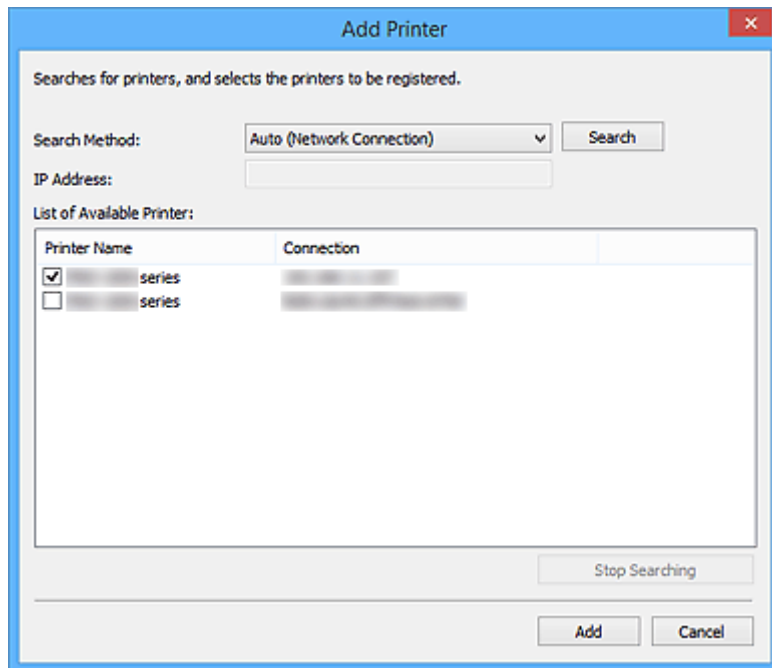 Add Printer
Searches for printers, and selects the printers to be registered.
Search Method: Auto (Network Connection) Search
IP Address:
List of Available Printer:
Printer Name Connection
series
series
Stop Searching
Add Cancel